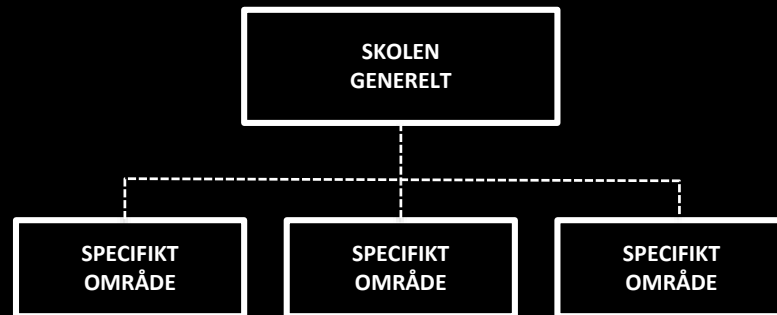 SKOLEN
GENERELT
SPECIFIKT
OMRÅDE
SPECIFIKT
OMRÅDE
SPECIFIKT
OMRÅDE